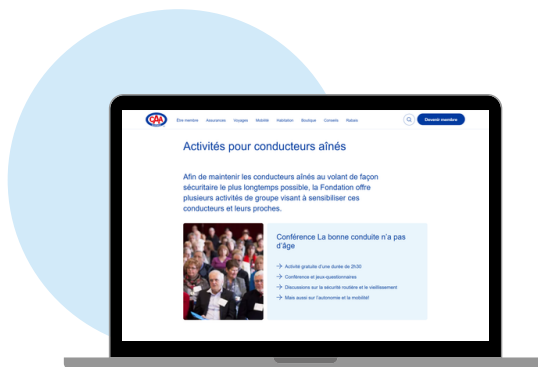 CAA
Être membre Assurances Voyages Mobilité Habitation Boutique Conseils Rabais
Devenir membre
Activités pour conducteurs aînés
Afin de maintenir les conducteurs aînés au volant de façon
sécuritaire le plus longtemps possible, la Fondation offre
plusieurs activités de groupe visant à sensibiliser ces
conducteurs et leurs proches.
Conférence La bonne conduite n'a pas
d'âge
→ Activité gratuite d'une durée de 2h30
→ Conférence et jeux-questionnaires
→ Discussions sur la sécurité routière et le vieillissement
→ Mais aussi sur l'autonomie et la mobilité!